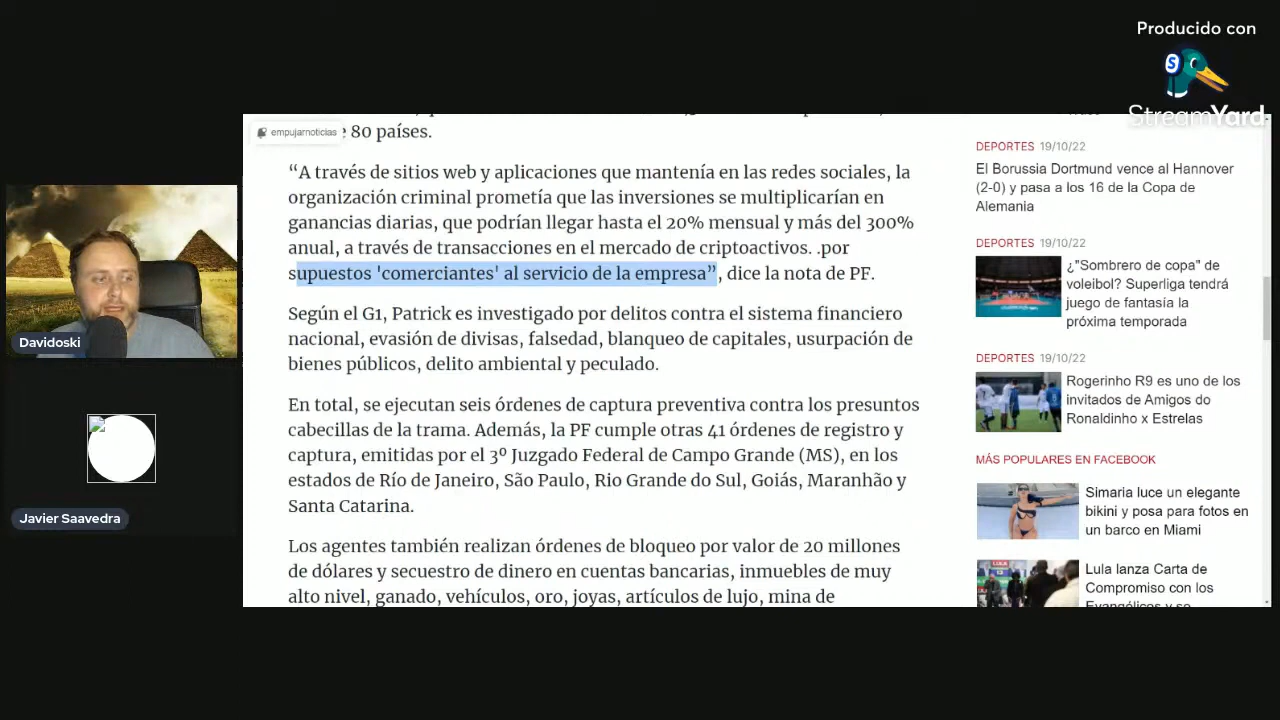 Producido con
StreamYard
empujarnoticias
e 80 países.
“A través de sitios web y aplicaciones que mantenía en las redes sociales, la
organización criminal prometía que las inversiones se multiplicarían en
ganancias diarias, que podrían llegar hasta el 20% mensual y más del 300%
anual, a través de transacciones en el mercado de criptoactivos. .por
supuestos 'comerciantes' al servicio de la empresa”, dice la nota de PF.
Según el G1, Patrick es investigado por delitos contra el sistema financiero
nacional, evasión de divisas, falsedad, blanqueo de capitales, usurpación de
bienes públicos, delito ambiental y peculado.
En total, se ejecutan seis órdenes de captura preventiva contra los presuntos
cabecillas de la trama. Además, la PF cumple otras 41 órdenes de registro y
captura, emitidas por el 3º Juzgado Federal de Campo Grande (MS), en los
estados de Río de Janeiro, São Paulo, Rio Grande do Sul, Goiás, Maranhão y
Santa Catarina.
Los agentes también realizan órdenes de bloqueo por valor de 20 millones
de dólares y secuestro de dinero en cuentas bancarias, inmuebles de muy
alto nivel, ganado, vehículos, oro, joyas, artículos de lujo, mina de
DEPORTES 19/10/22
El Borussia Dortmund vence al Hannover
(2-0) y pasa a los 16 de la Copa de
Alemania
DEPORTES 19/10/22
¿"Sombrero de copa" de
voleibol? Superliga tendrá
juego de fantasía la
próxima temporada
DEPORTES 19/10/22
Rogerinho R9 es uno de los
invitados de Amigos do
Ronaldinho x Estrelas
MÁS POPULARES EN FACEBOOK
Simaria luce un elegante
bikini y posa para fotos en
un barco en Miami
Lula lanza Carta de
Compromiso con los
Evangélicos y se
Davidoski
Javier Saavedra